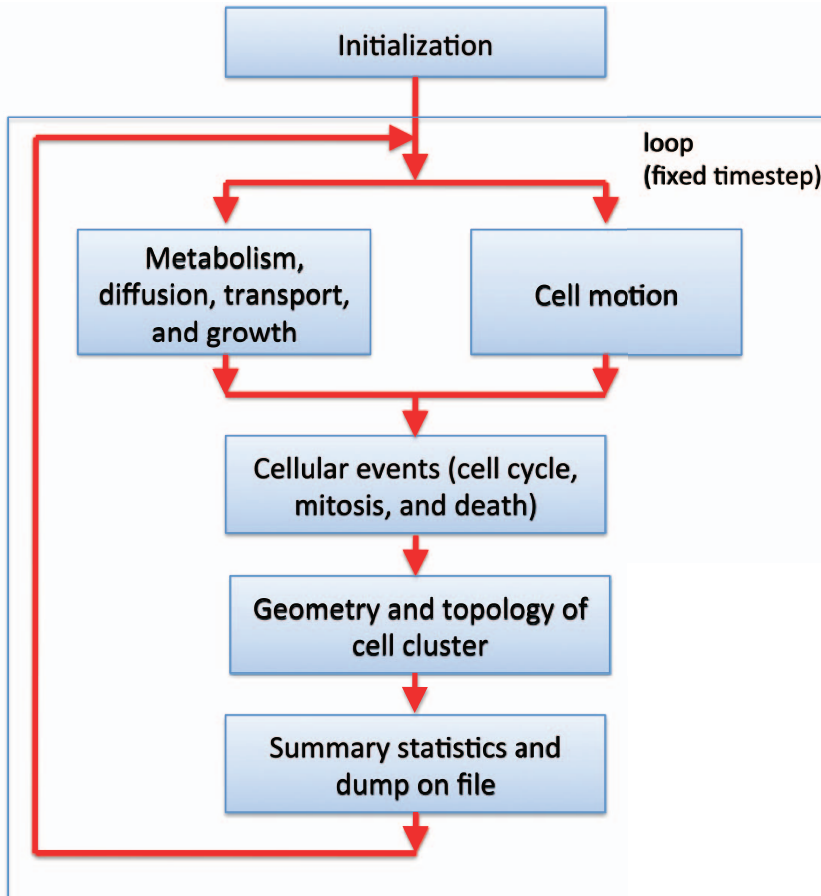 Initialization
loop
(fixed timestep)
Metabolism,
diffusion, transport,
and growth
Cell motion
Cellular events (cell cycle,
mitosis, and death)
Geometry and topology of
cell cluster
Summary statistics and
dump on file